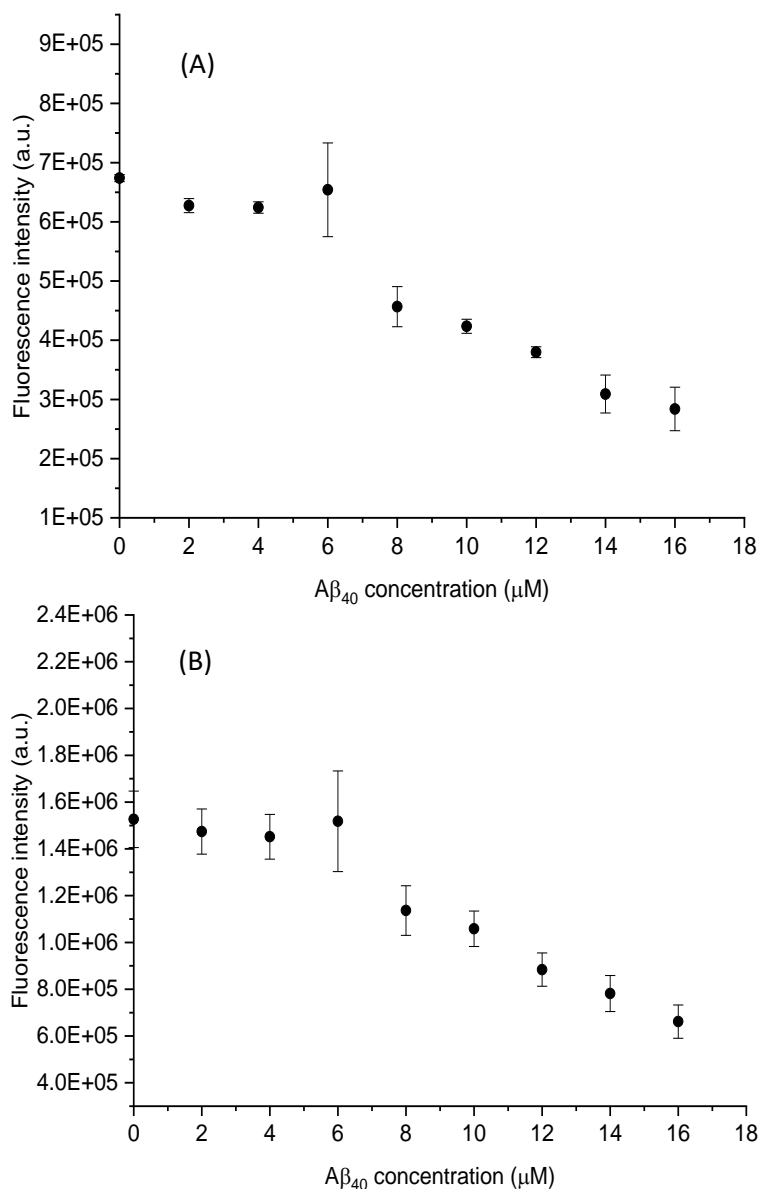 (A)
Fluorescence intensity (a.u.)
9E+05
8E+05
7E+05
6E+05
5E+05
4E+05
3E+05
2E+05
1E+05
0 2 4 6 8 10 12 14 16 18
Aβ40 concentration (μM)
(B)
Fluorescence intensity (a.u.)
2.4E+06
2.2E+06
2.0E+06
1.8E+06
1.6E+06
1.4E+06
1.2E+06
1.0E+06
8.0E+05
6.0E+05
4.0E+05
0 2 4 6 8 10 12 14 16 18
Aβ40 concentration (μM)